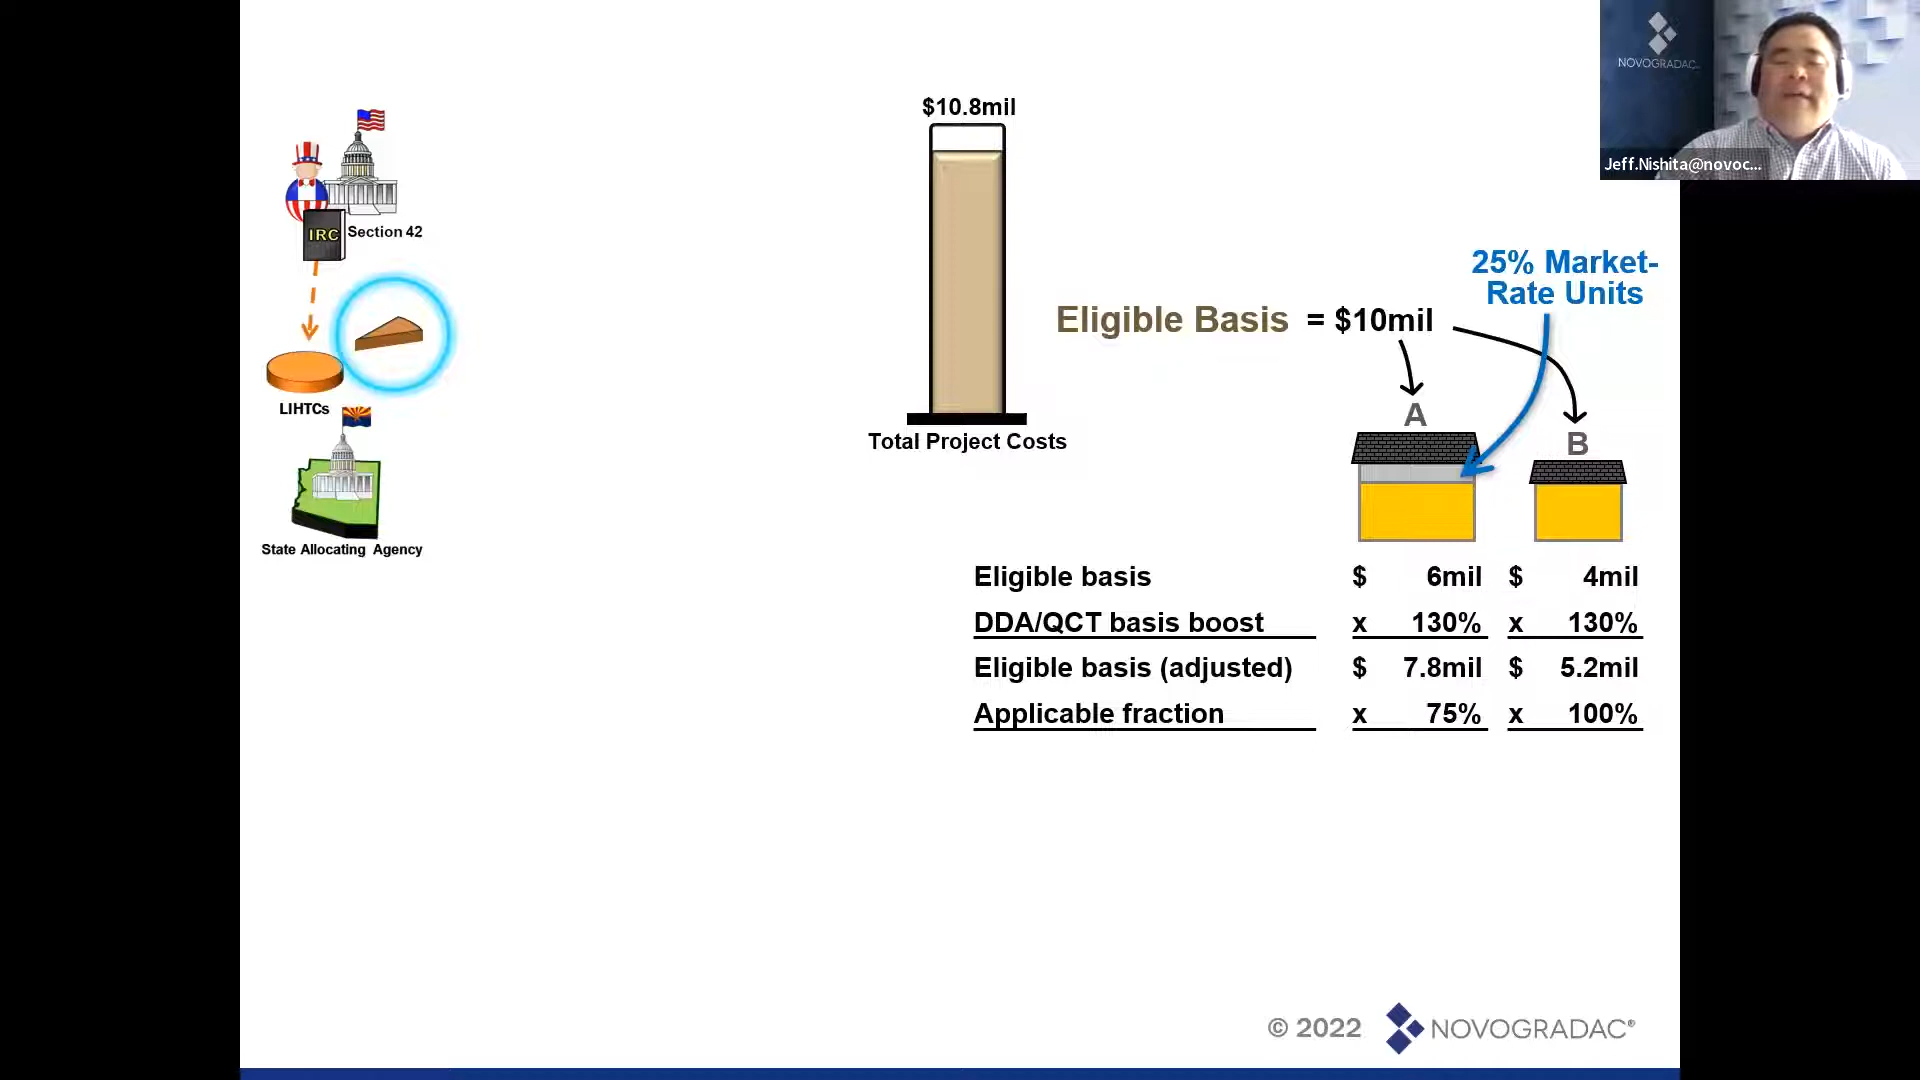 NOVOGRADAC
Jeff.Nishita@novoc...
$10.8mil
IRC
Section 42
25% Market-
Rate Units
Eligible Basis = $10mil
LIHTCs
A
Total Project Costs
B
State Allocating Agency
Eligible basis $ 6mil $ 4mil
DDA/QCT basis boost x 130% x 130%
Eligible basis (adjusted) $ 7.8mil $ 5.2mil
Applicable fraction x 75% x 100%
© 2022 NOVOGRADAC®